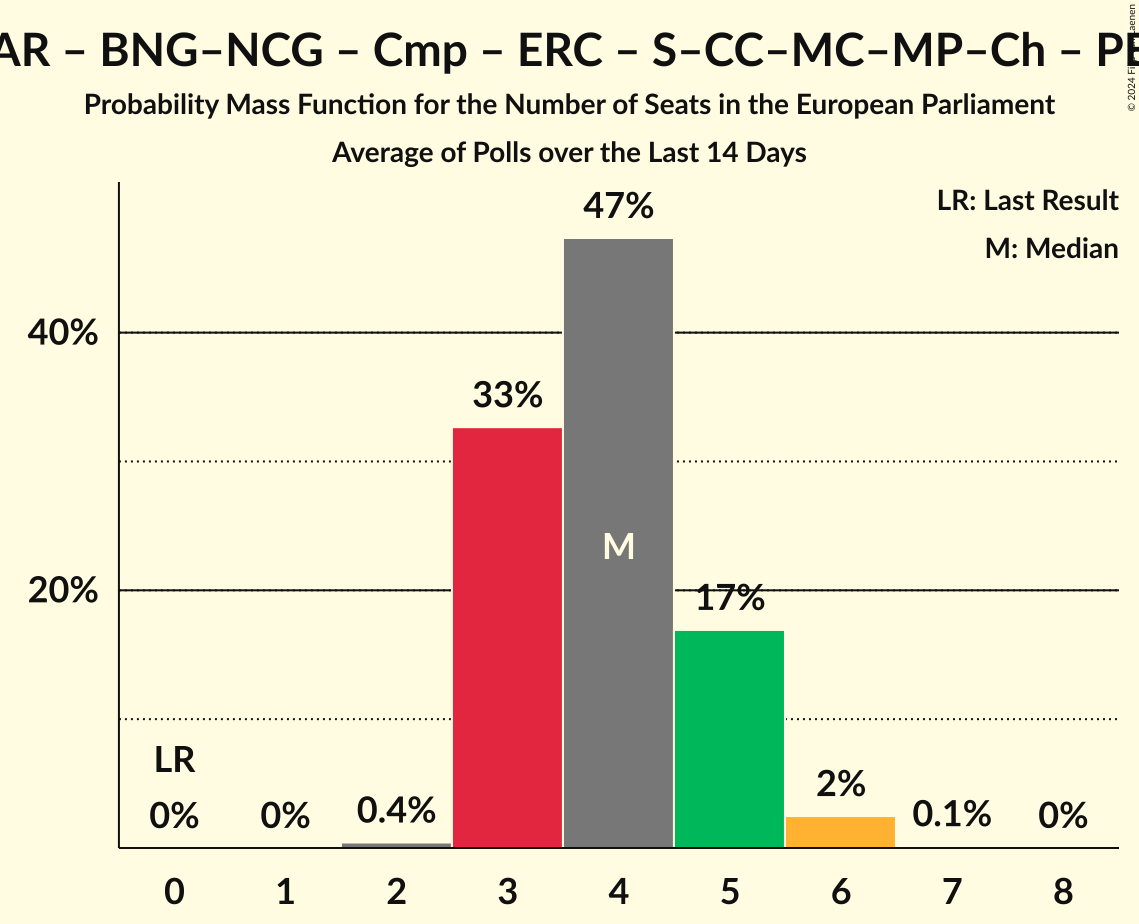 AR – BNG–NCG – Cmp – ERC – S–CC–MC–MP–Ch –
Probability Mass Function for the Number of Seats in the European Parliament
Average of Polls over the Last 14 Days
© 2024
LR: Last Result
M: Median
47%
40%
33%
M
20%
17%
LR
0%
0%
0.4%
2%
0.1%
0%
0 1 2 3 4 5 6 7 8